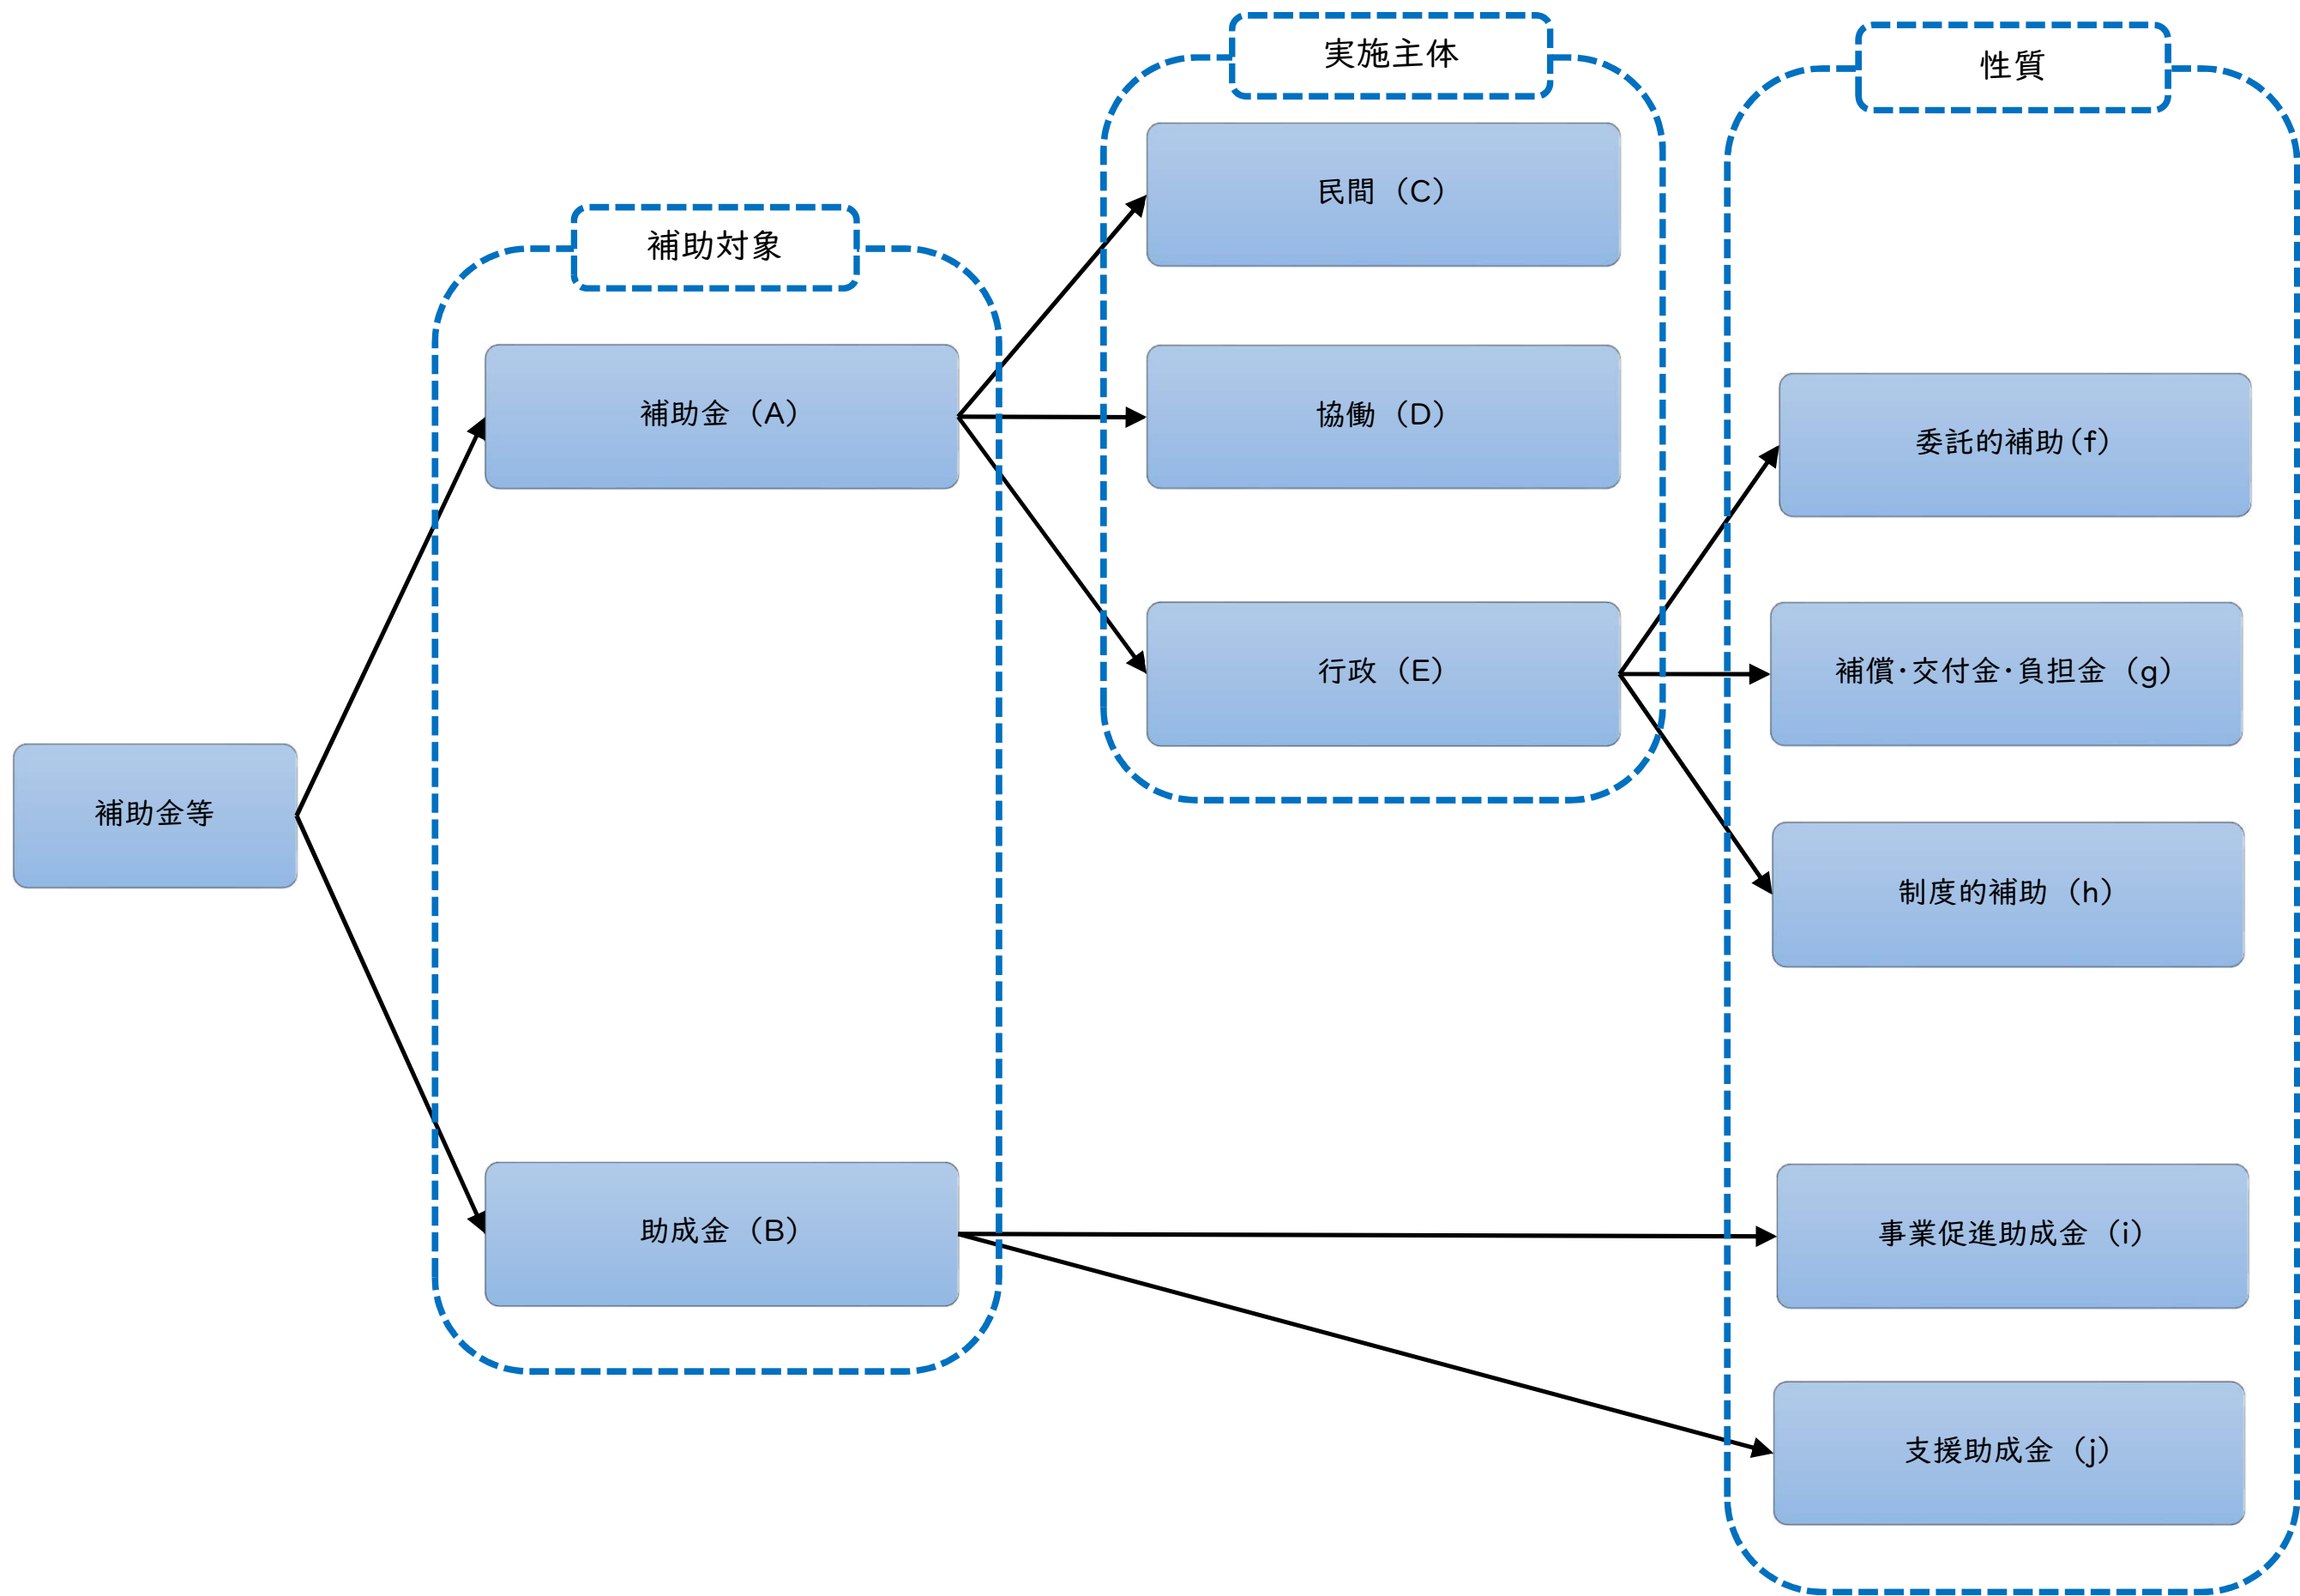 実施主体
性質
民間（C）
補助対象
補助金（A）
協働（D）
委託的補助(f)
行政（E）
補償・交付金・負担金（g）
補助金等
制度的補助（h）
助成金（B）
事業促進助成金（i）
支援助成金（j）